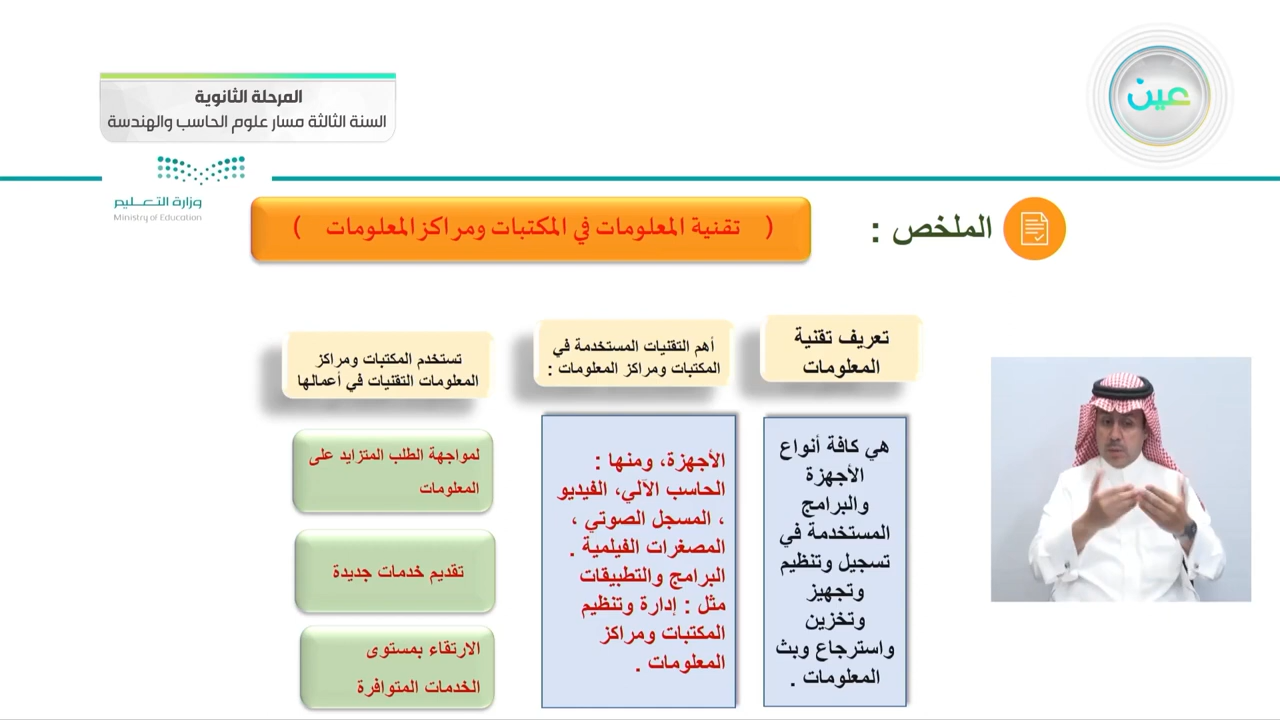 عين
المرحلة الثانوية
السنة الثالثة مسار علوم الحاسب والهندسة
وزارة التعـليم
Ministry of Education
الملخص :
( تقنية المعلومات في المكتبات ومراكز المعلومات )
تعريف تقنية
المعلومات
هي كافة أنواع
الأجهزة
والبرامج
المستخدمة في
تسجيل وتنظيم
وتجهيز
وتخزين
واسترجاع وبث
المعلومات .
أهم التقنيات المستخدمة في
المكتبات ومراكز المعلومات :
الأجهزة، ومنها :
الحاسب الآلي، الفيديو
، المسجل الصوتي ،
المصغرات الفيلمية .
البرامج والتطبيقات
مثل : إدارة وتنظيم
المكتبات ومراكز
المعلومات .
تستخدم المكتبات ومراكز
المعلومات التقنيات في أعمالها
لمواجهة الطلب المتزايد على
المعلومات
تقديم خدمات جديدة
الارتقاء بمستوى
الخدمات المتوافرة